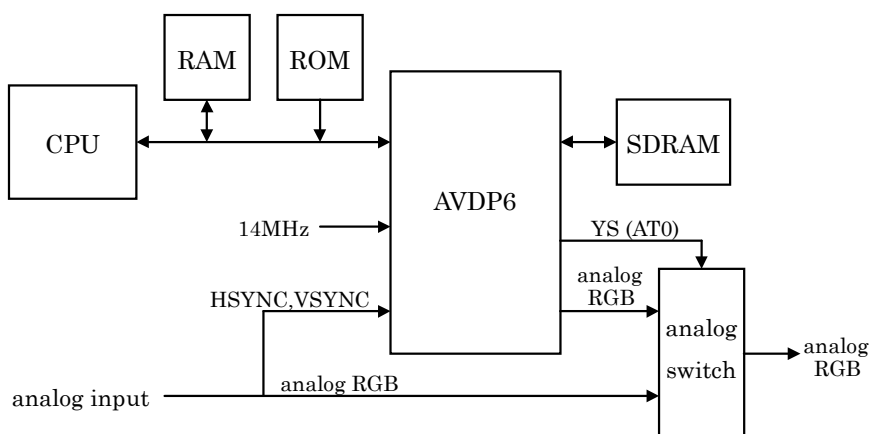 RAM
ROM
CPU
SDRAM
AVDP6
14MHz
YS (AT0)
analog
RGB
HSYNC,VSYNC
analog
switch
analog
RGB
analog RGB
analog input